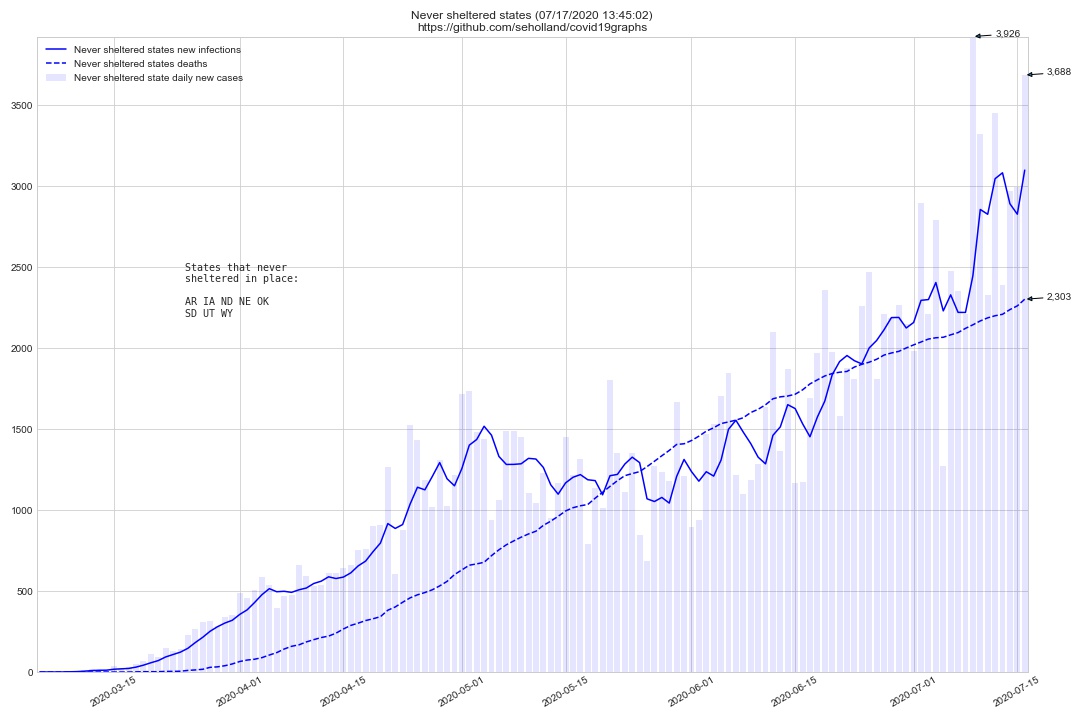 Never sheltered states (07/17/2020 13:45:02)
https://github.com/seholland/covid19graphs
3,926
Never sheltered states new infections
Never sheltered states deaths
Never sheltered state daily new cases
3,688
3500
3000
2500
States that never
sheltered in place:
AR IA ND NE OK
SD UT WY
2,303
2000
1500
1000
500
0
2020-03-15
2020-04-01
2020-04-15
2020-05-01
2020-05-15
2020-06-01
2020-06-15
2020-07-01
2020-07-15